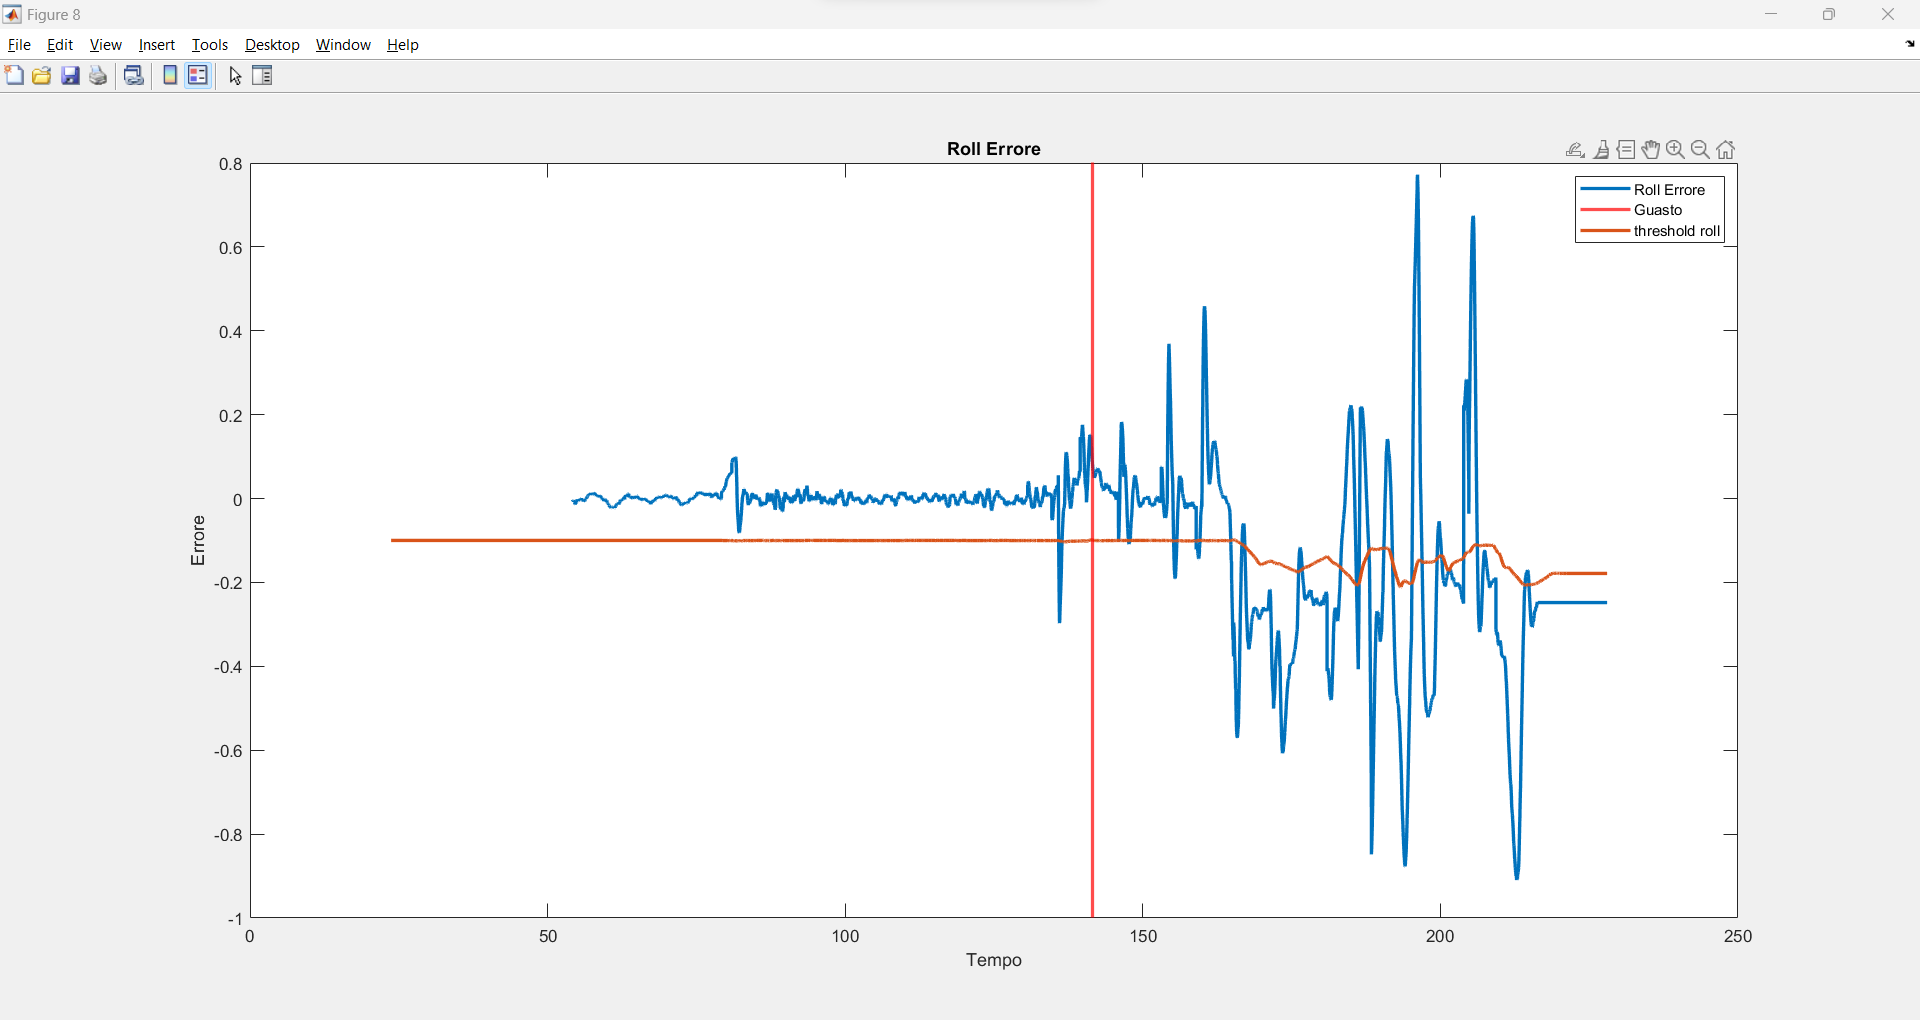 Figure 8
File Edit View Insert Tools Desktop Window Help
Roll Errore
0.8
0.6
0.4
0.2
0
-0.2
-0.4
-0.6
-0.8
-1
Errore
Roll Errore
Guasto
threshold roll
0 50 100 150 200 250
Tempo